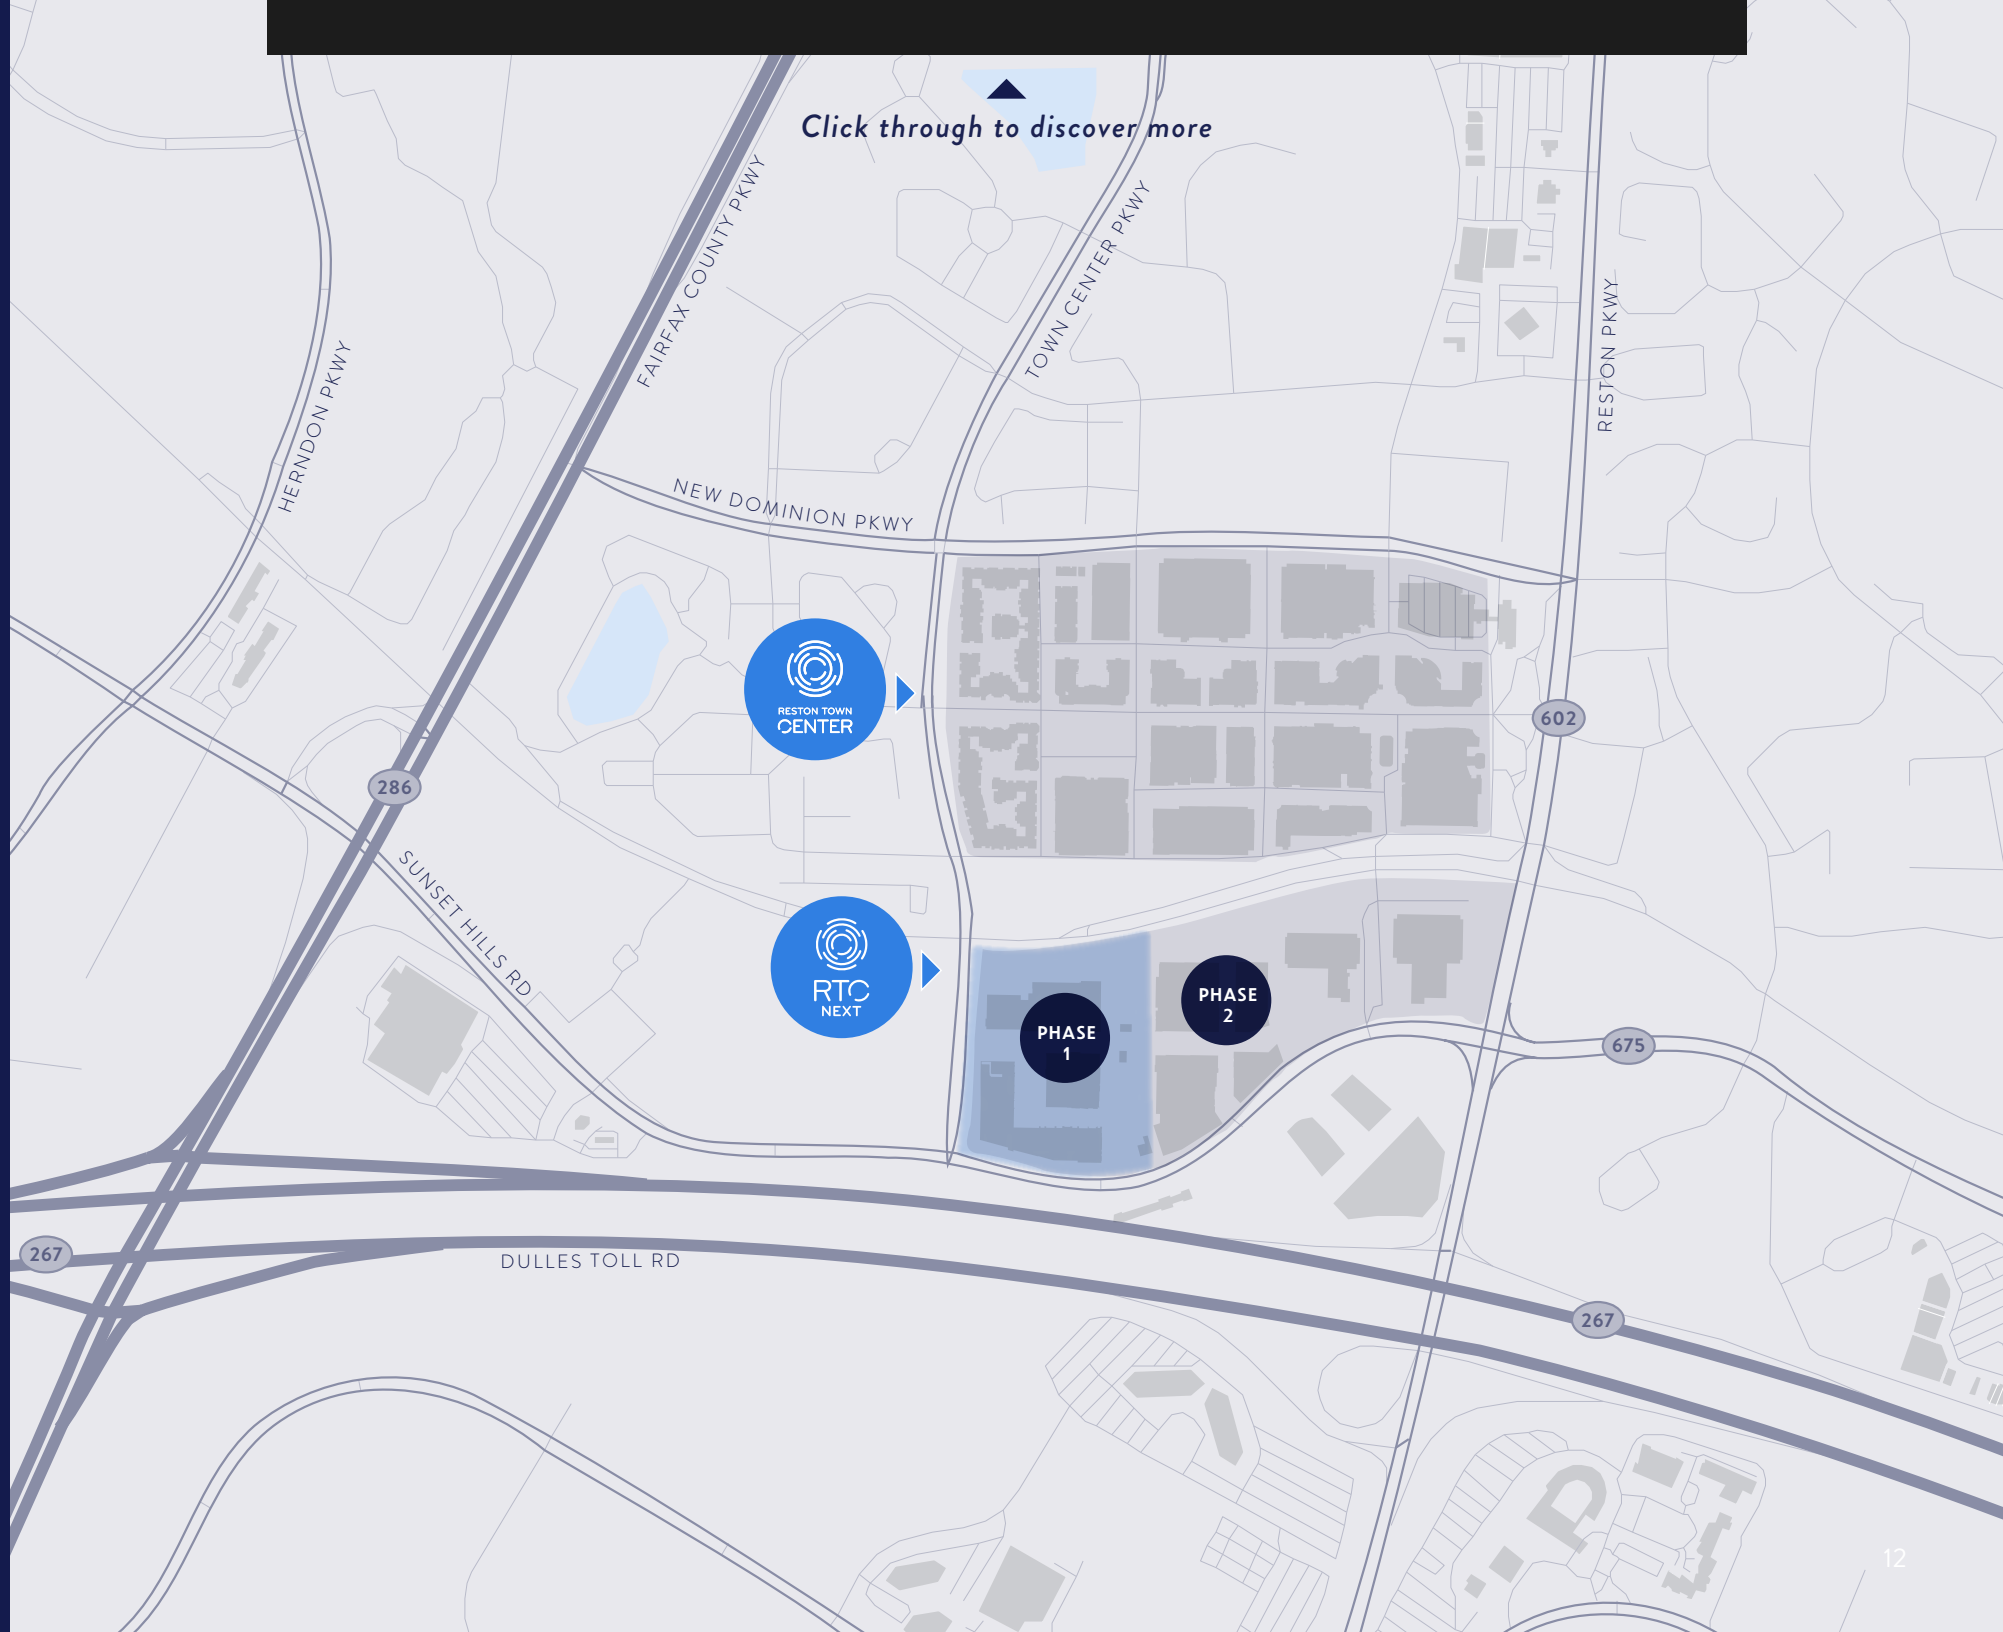 Click through to discover more
FAIRFAX COUNTY PKWY
TOWN CENTER PKWY
RESTON PKWY
HERNDON PKWY
NEW DOMINION PKWY
RESTON TOWN
CENTER
602
286
SUNSET HILLS RD
RTC
NEXT
PHASE
1
PHASE
2
675
267
DULLES TOLL RD
267
12